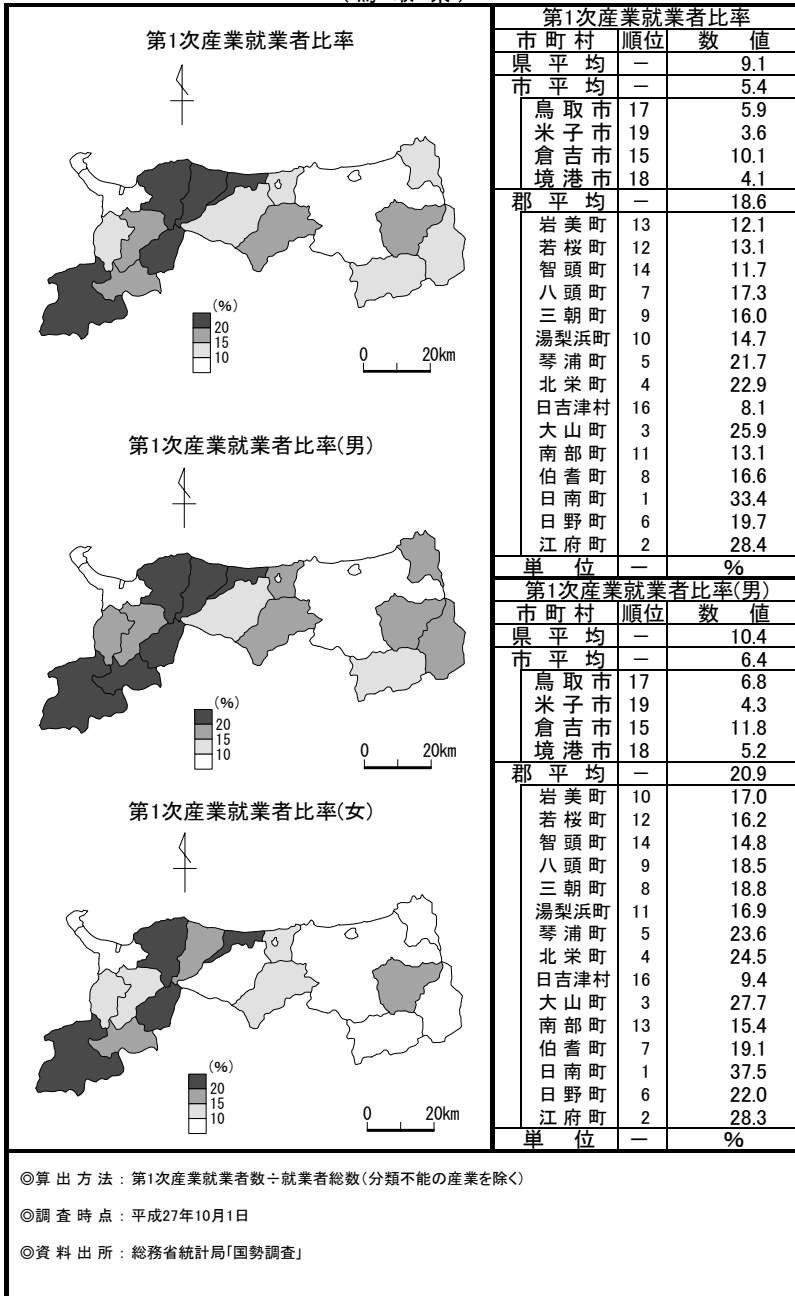 第1次産業就業者比率
(%)
20
15
10
0 20km
第1次産業就業者比率(男)
(%)
20
15
10
0 20km
第1次産業就業者比率(女)
(%)
20
15
10
0 20km
第1次産業就業者比率
市町村 順位 数 値
県平均 － 9.1
市平均 － 5.4
鳥取市 17 5.9
米子市 19 3.6
倉吉市 15 10.1
境港市 18 4.1
郡平均 － 18.6
岩美町 13 12.1
若桜町 12 13.1
智頭町 14 11.7
八頭町 7 17.3
三朝町 9 16.0
湯梨浜町 10 14.7
琴浦町 5 21.7
北栄町 4 22.9
日吉津村 16 8.1
大山町 3 25.9
南部町 11 13.1
伯耆町 8 16.6
日南町 1 33.4
日野町 6 19.7
江府町 2 28.4
単位 － %
第1次産業就業者比率(男)
市町村 順位 数 値
県平均 － 10.4
市平均 － 6.4
鳥取市 17 6.8
米子市 19 4.3
倉吉市 15 11.8
境港市 18 5.2
郡平均 － 20.9
岩美町 10 17.0
若桜町 12 16.2
智頭町 14 14.8
八頭町 9 18.5
三朝町 8 18.8
湯梨浜町 11 16.9
琴浦町 5 23.6
北栄町 4 24.5
日吉津村 16 9.4
大山町 3 27.7
南部町 13 15.4
伯耆町 7 19.1
日南町 1 37.5
日野町 6 22.0
江府町 2 28.3
単位 － %
◎算出方法：第1次産業就業者数÷就業者総数(分類不能の産業を除く)
◎調査時点：平成27年10月1日
◎資料出所：総務省統計局「国勢調査」